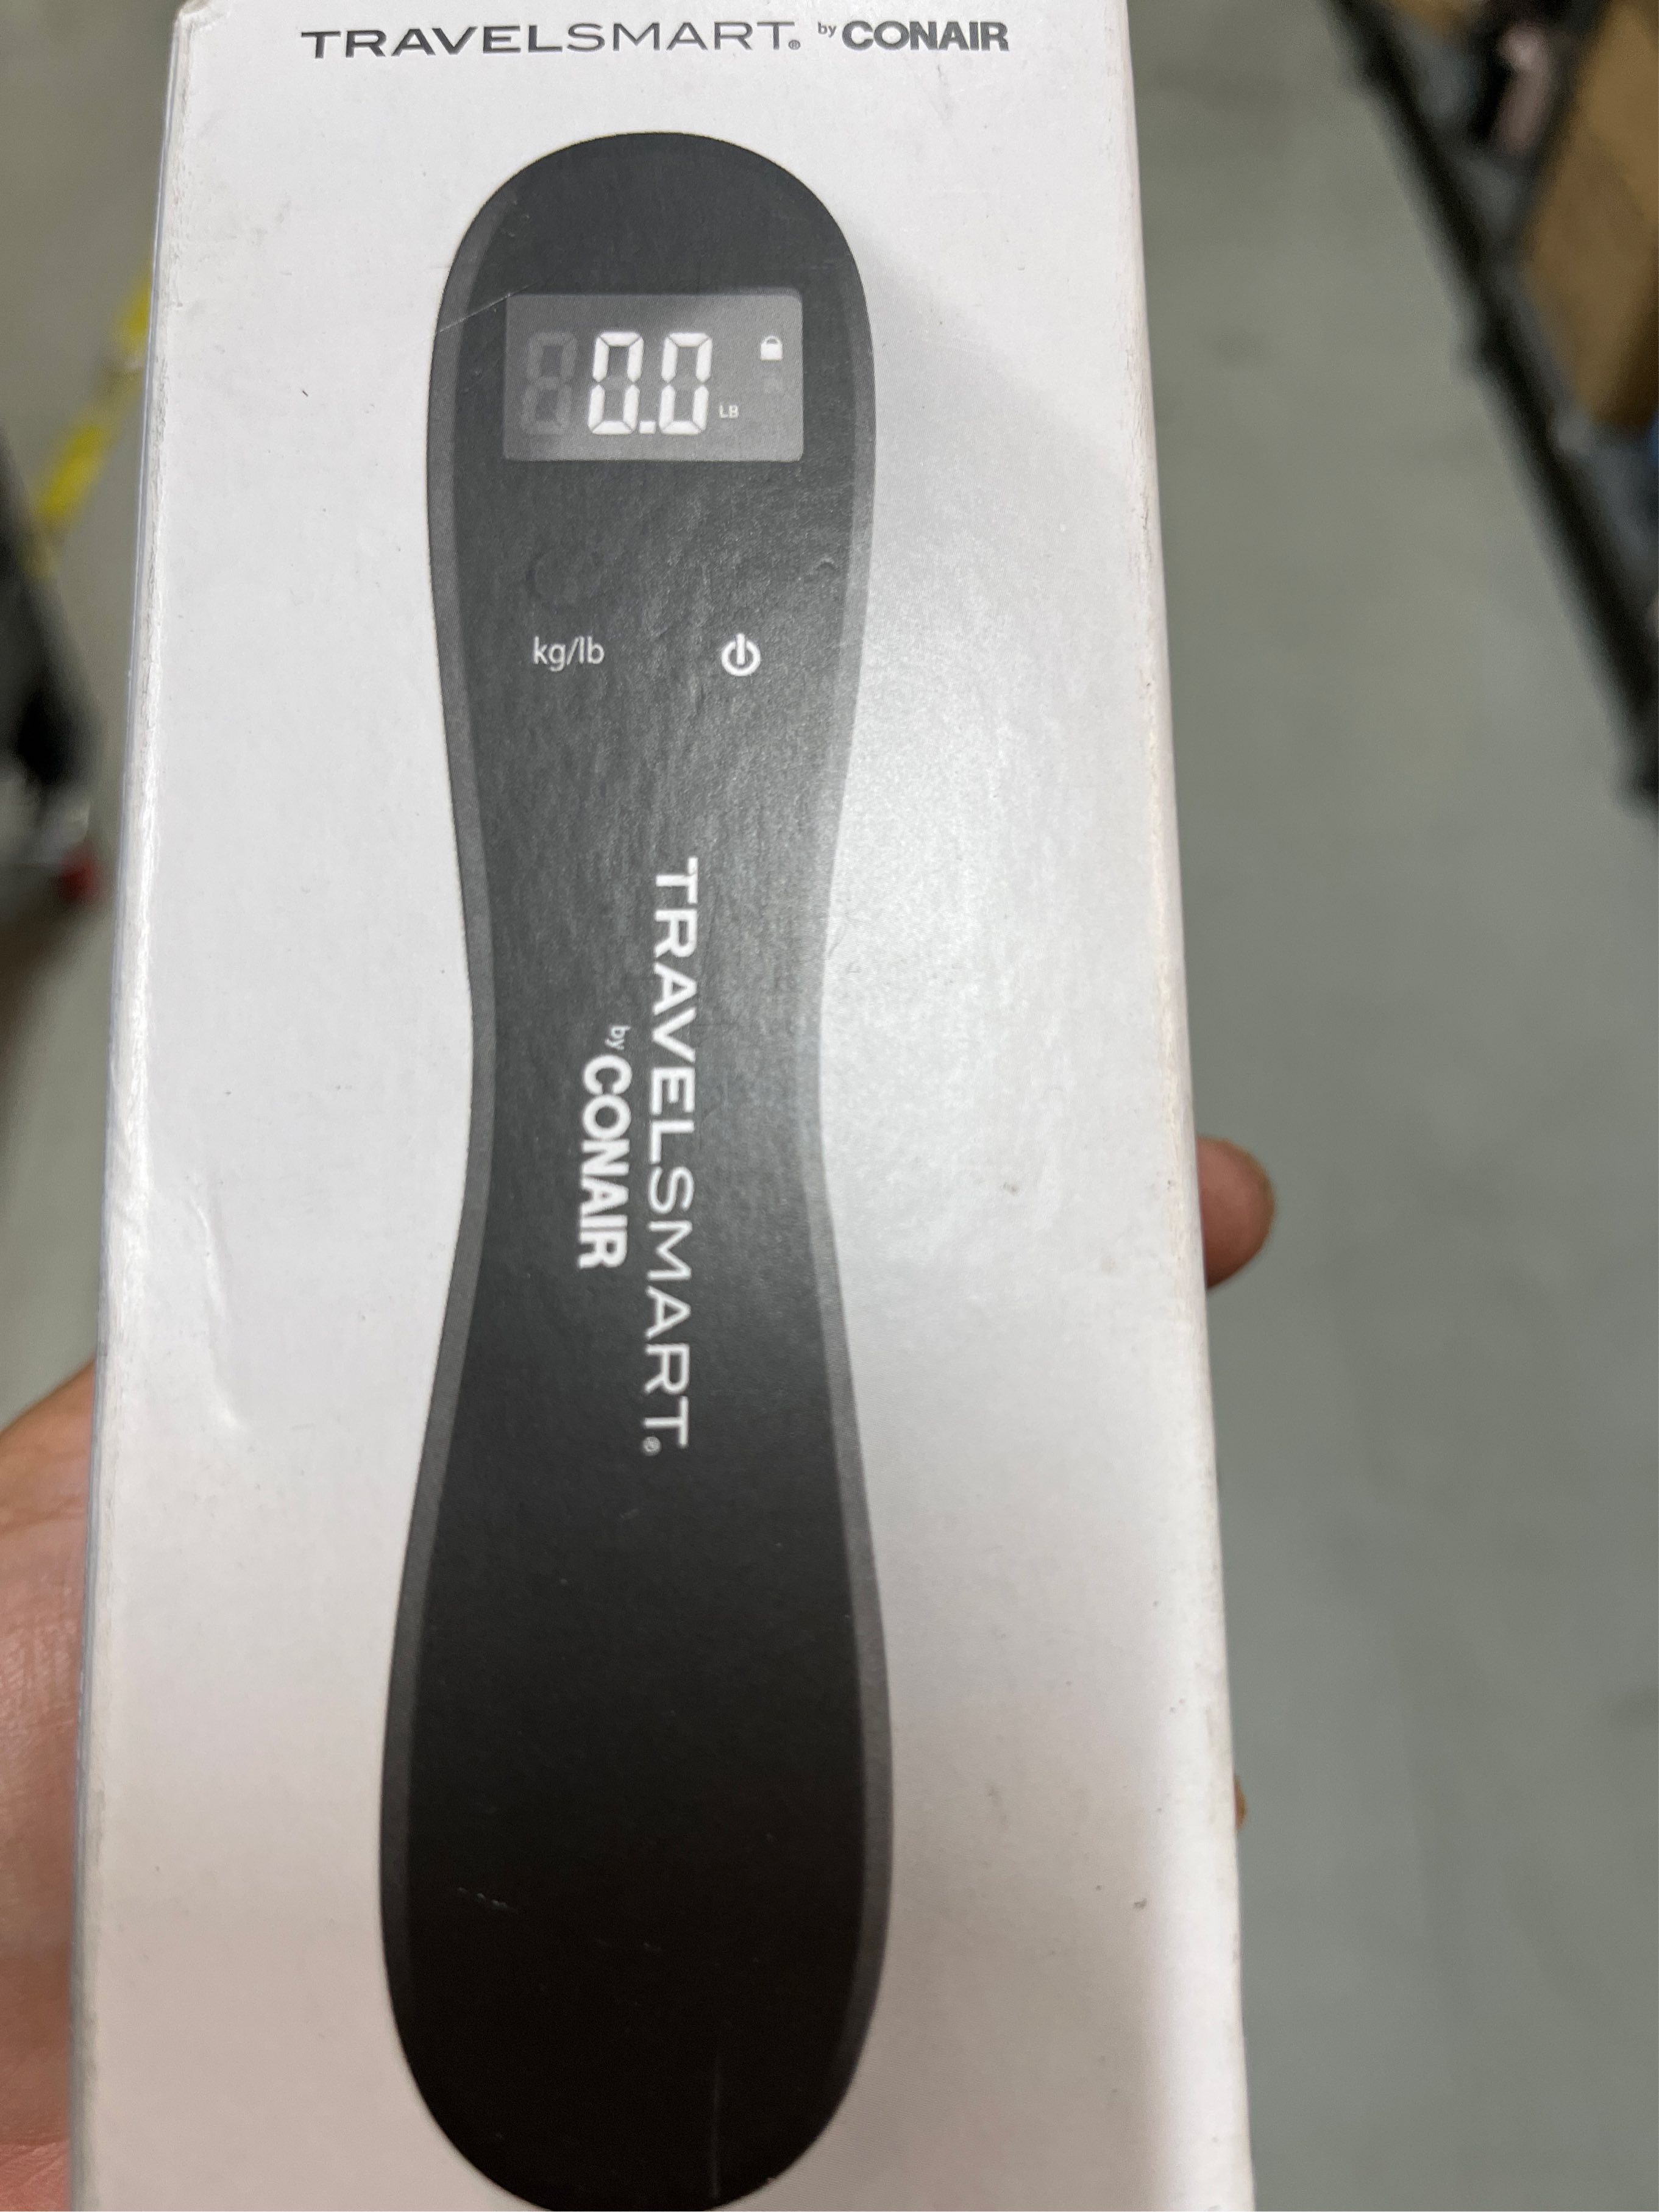 TRAVELSMART® by CONAIR
0.0 LB
kg/lb
TRAVELSMART®
by CONAIR